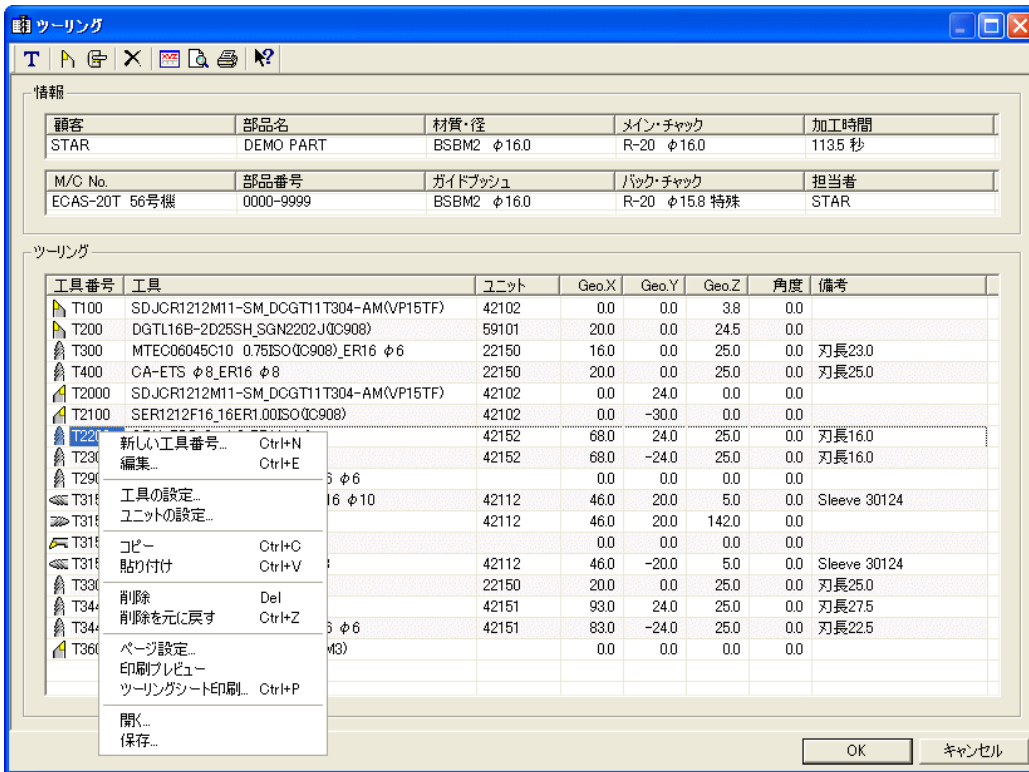 ツーリング
T
情報
顧客 部品名 材質・径 メイン・チャック 加工時間
STAR DEMO PART BSBM2 φ16.0 R-20 φ16.0 113.5 秒
M/C No. 部品番号 ガイドブッシュ バック・チャック 担当者
ECAS-20T 56号機 0000-9999 BSBM2 φ16.0 R-20 φ15.8 特殊 STAR
ツーリング
工具番号 工具 ユニット Geo.X Geo.Y Geo.Z 角度 備考
T100 SDJCR1212M11-SM_DCGT11T304-AM(VP15TF) 42102 0.0 0.0 3.8 0.0
T200 DGTL16B-2D25SH_SGN2202J(IC908) 59101 20.0 0.0 24.5 0.0
T300 MTEC06045C10 0.75ISO(IC908)_ER16 φ6 22150 16.0 0.0 25.0 0.0 刃長23.0
T400 CA-ETS φ8_ER16 φ8 22150 20.0 0.0 25.0 0.0 刃長25.0
T2000 SDJCR1212M11-SM_DCGT11T304-AM(VP15TF) 42102 0.0 24.0 0.0 0.0
T2100 SER1212F16_16ER1.00ISO(IC908) 42102 0.0 -30.0 0.0 0.0
T220 42152 68.0 24.0 25.0 0.0 刃長16.0
T230 42152 68.0 -24.0 25.0 0.0 刃長16.0
T290 6 φ6 0.0 0.0 0.0 0.0
T315 16 φ10 42112 46.0 20.0 5.0 0.0 Sleeve 30124
T315 42112 46.0 20.0 142.0 0.0
T315 0.0 0.0 0.0 0.0
T315 42112 46.0 -20.0 5.0 0.0 Sleeve 30124
T330 22150 20.0 0.0 25.0 0.0 刃長25.0
T344 42151 93.0 24.0 25.0 0.0 刃長27.5
T344 6 φ6 42151 83.0 -24.0 25.0 0.0 刃長22.5
T360 M3) 0.0 0.0 0.0 0.0
新しい工具番号... Ctrl+N
編集... Ctrl+E
工具の設定...
ユニットの設定...
コピー Ctrl+C
貼り付け Ctrl+V
削除 Del
削除を元に戻す Ctrl+Z
ページ設定...
印刷プレビュー
ツーリングシート印刷... Ctrl+P
開く...
保存...
OK キャンセル